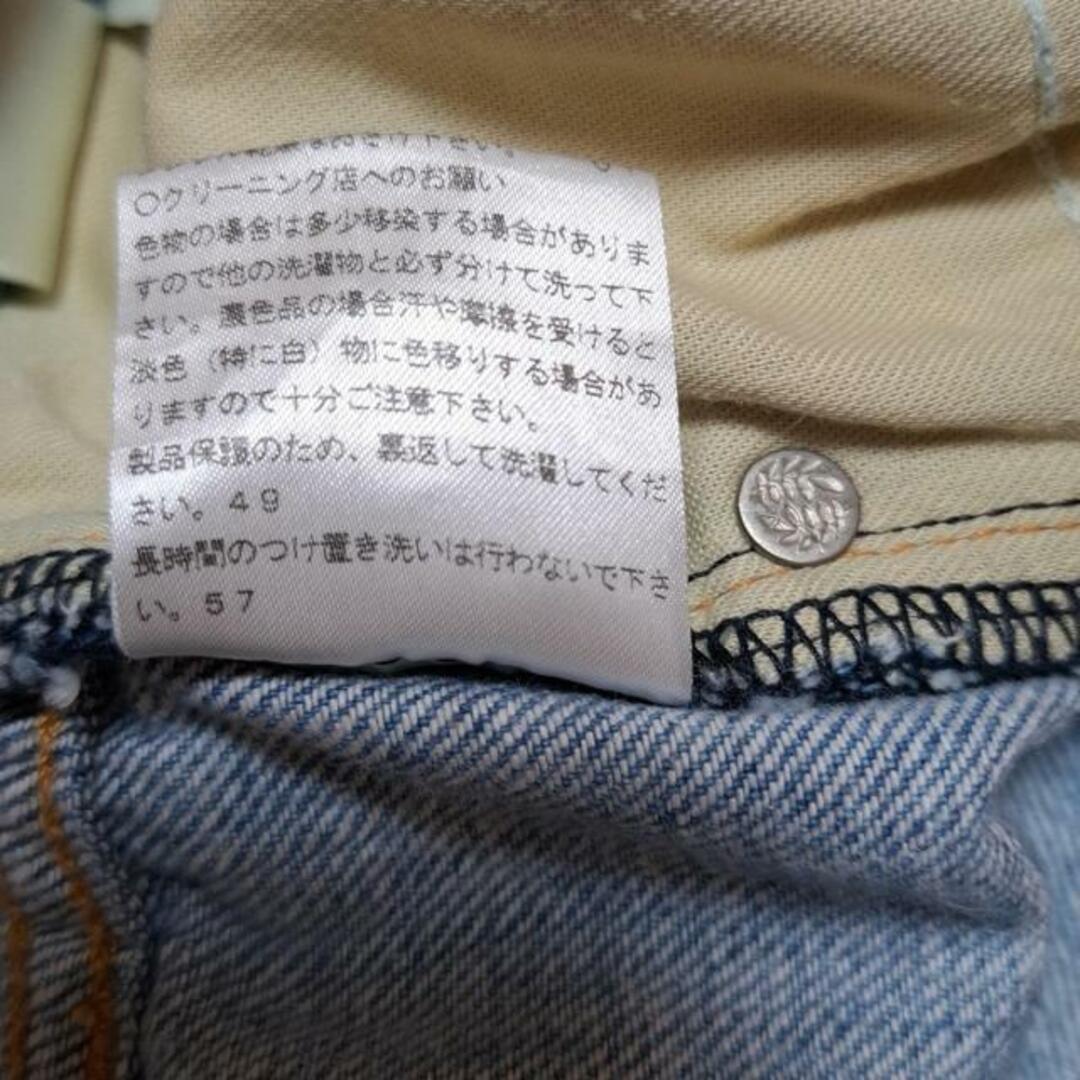 下さい。
○クリーニング店へのお願い
色物の場合は多少移染する場合がありま
すので他の洗濯物と必ず分けて洗って下
さい。濃色品の場合汗や摩擦を受けると
淡色（特に白）物に色移りする場合があ
りますので十分ご注意下さい。
製品保護のため、裏返して洗濯してくだ
さい。４９
長時間のつけ置き洗いは行わないで下さ
い。５７